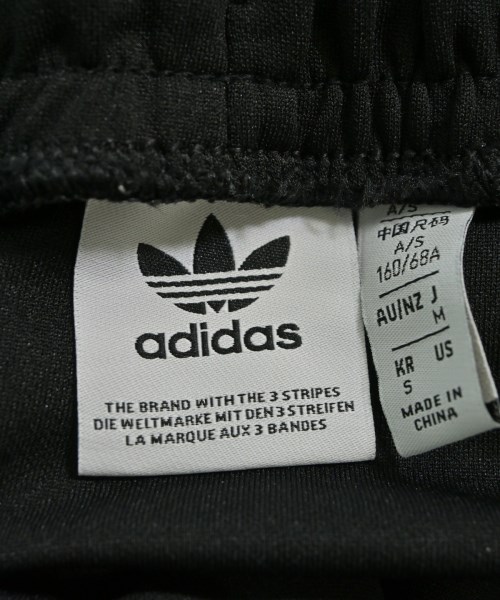 adidas
THE BRAND WITH THE 3 STRIPES
DIE WELTMARKE MIT DEN 3 STREIFEN
LA MARQUE AUX 3 BANDES
A/S
中国尺码
A/S
160/68A
AU/NZ J
M
KR US
S
MADE IN
CHINA